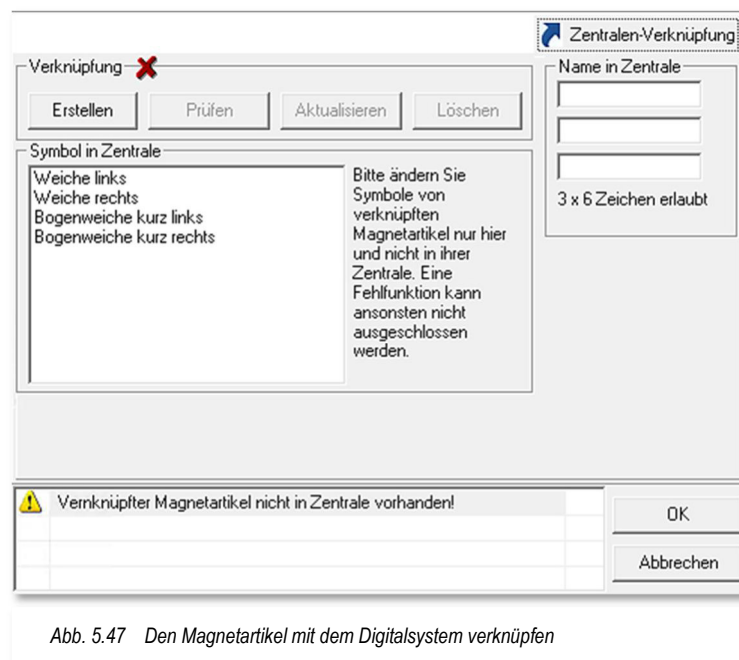 Zentralen-Verknüpfung
Verknüpfung
Erstellen
Prüfen
Aktualisieren
Löschen
Name in Zentrale
3 x 6 Zeichen erlaubt
Symbol in Zentrale
Weiche links
Weiche rechts
Bogenweiche kurz links
Bogenweiche kurz rechts
Bitte ändern Sie
Symbole von
verknüpften
Magnetartikel nur hier
und nicht in ihrer
Zentrale. Eine
Fehlfunktion kann
ansonsten nicht
ausgeschlossen
werden.
Vernknüpfter Magnetartikel nicht in Zentrale vorhanden!
OK
Abbrechen
Abb. 5.47 Den Magnetartikel mit dem Digitalsystem verknüpfen